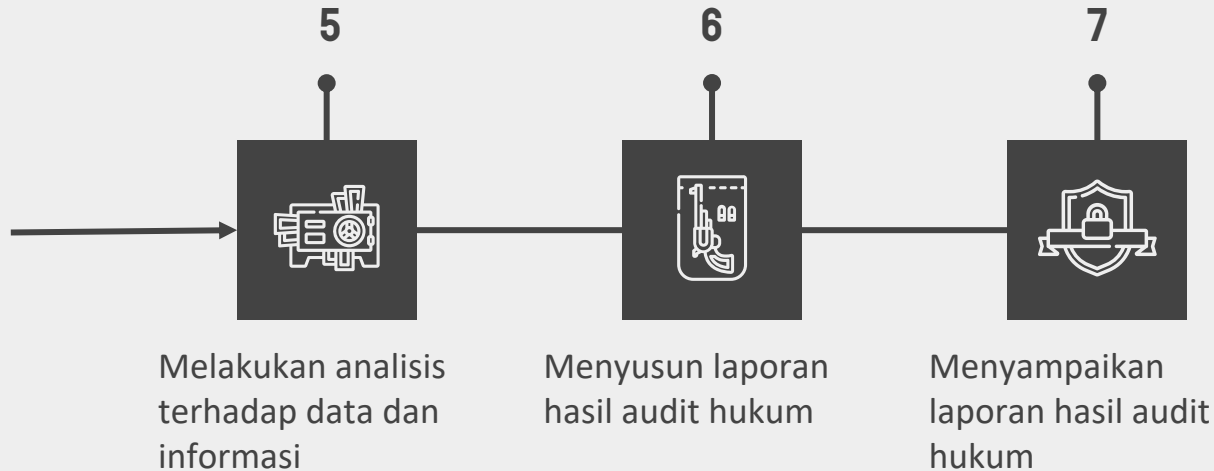 5
6
7
Melakukan analisis
terhadap data dan
informasi
Menyusun laporan
hasil audit hukum
Menyampaikan
laporan hasil audit
hukum